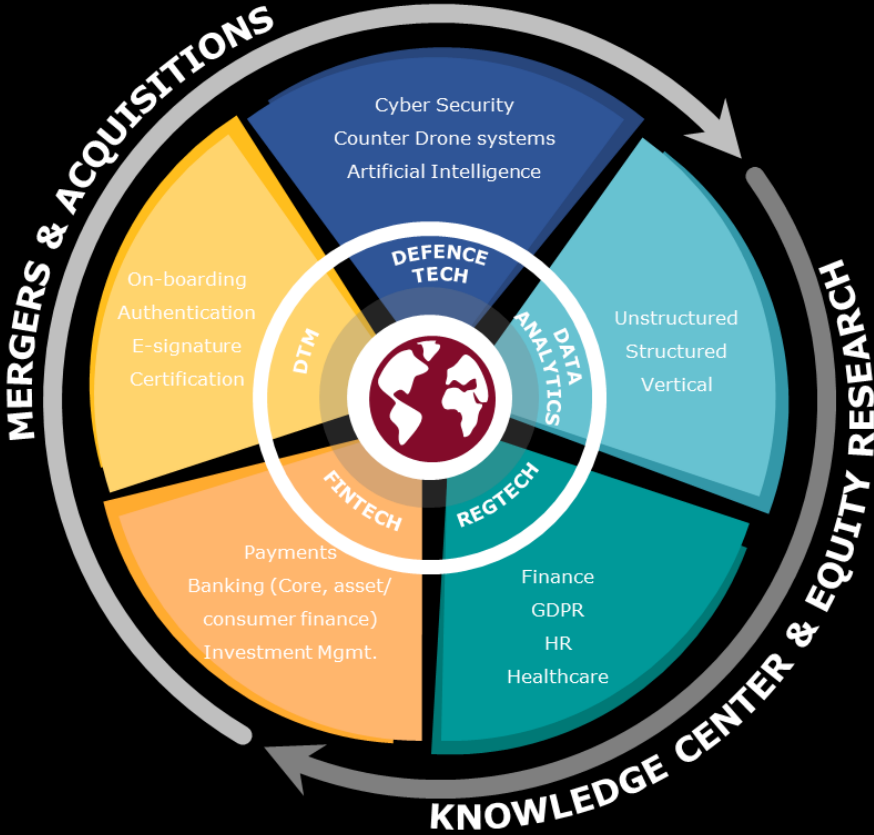 MERGERS & ACQUISITIONS
Cyber Security
Counter Drone systems
Artificial Intelligence
DEFENCE
TECH
On-boarding
Authentication
E-signature
Certification
DTM
DATA
ANALYTICS
Unstructured
Structured
Vertical
FINTECH
Payments
Banking (Core, asset/
consumer finance)
Investment Mgmt.
REGTECH
Finance
GDPR
HR
Healthcare
KNOWLEDGE CENTER & EQUITY RESEARCH